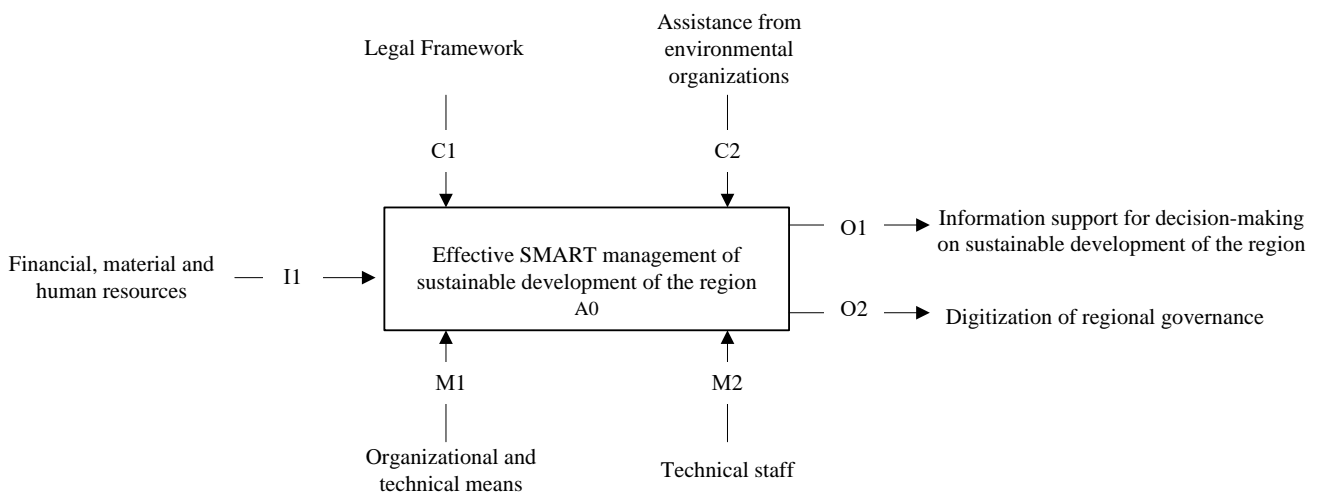 Legal Framework
Assistance from
environmental
organizations
C1
C2
Financial, material and
human resources
I1
Effective SMART management of
sustainable development of the region
A0
O1
Information support for decision-making
on sustainable development of the region
O2
Digitization of regional governance
M1
M2
Organizational and
technical means
Technical staff